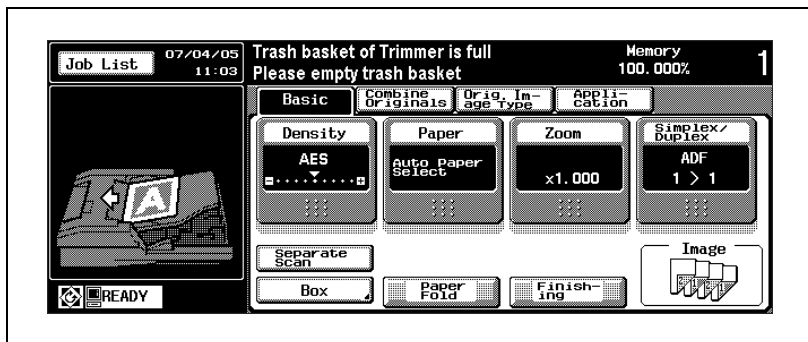 Job List
07/04/05
11:03
Trash basket of Trimmer is full
Please empty trash basket
Memory
100.000%
1
Basic
Combine
Originals
Orig. Im-
age Type
Appli-
cation
Density
Paper
Zoom
Simplex/
Duplex
AES
Auto Paper
Select
x1.000
ADF
1 > 1
A
Separate
Scan
Box
Paper
Fold
Finish-
ing
Image
READY